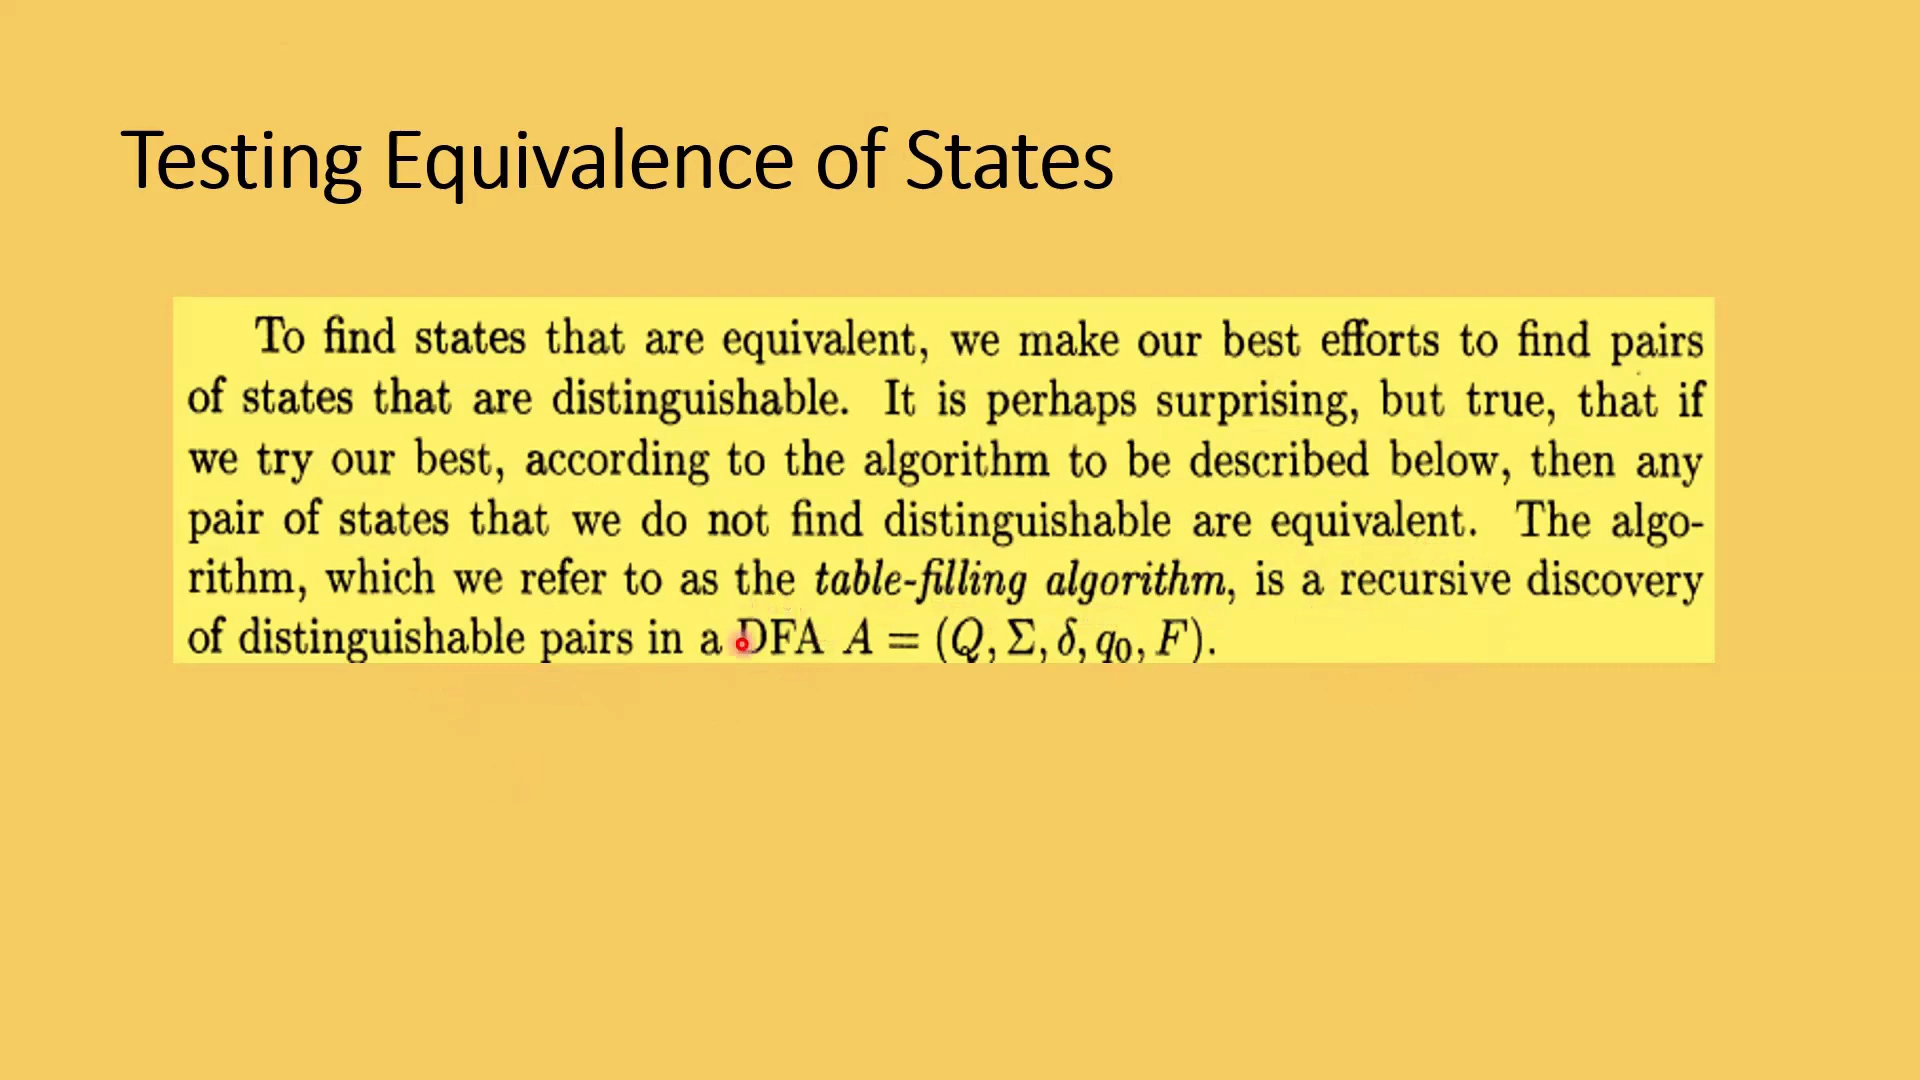 Testing Equivalence of States
To find states that are equivalent, we make our best efforts to find pairs
of states that are distinguishable. It is perhaps surprising, but true, that if
we try our best, according to the algorithm to be described below, then any
pair of states that we do not find distinguishable are equivalent. The algo-
rithm, which we refer to as the table-filling algorithm, is a recursive discovery
of distinguishable pairs in a DFA A = (Q, Σ, δ, q₀, F).